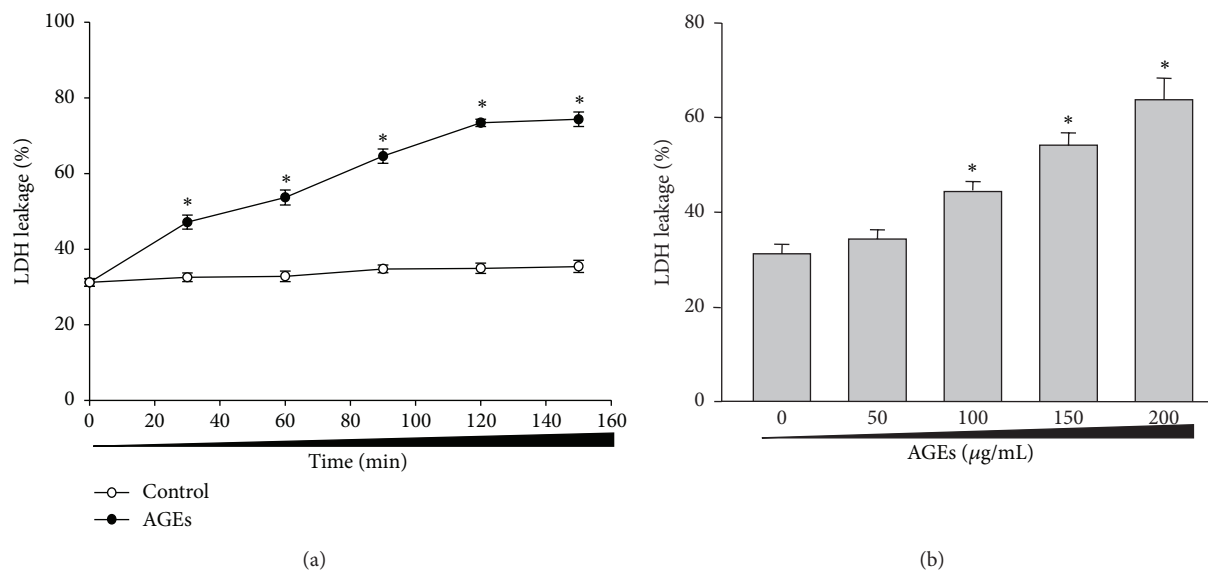 100
80
60
40
20
0
LDH leakage (%)
*
*
*
*
*
0 20 40 60 80 100 120 140 160
Time (min)
Control
AGEs
(a)
80
60
40
20
0
LDH leakage (%)
*
*
*
0 50 100 150 200
AGEs (μg/mL)
(b)